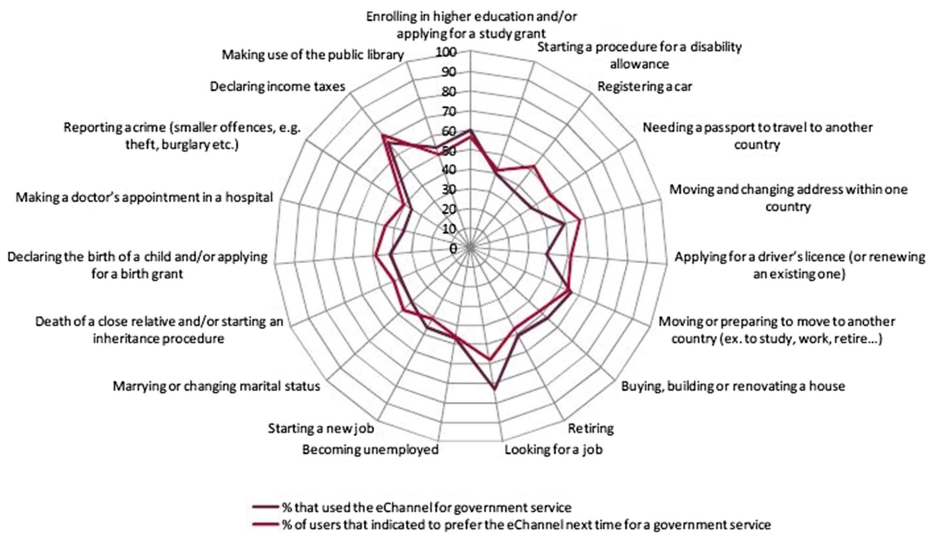 Enrolling in higher education and/or
applying for a study grant
Starting a procedure for a disability
allowance
Registering a car
Needing a passport to travel to another
country
Moving and changing address within one
country
Applying for a driver's licence (or renewing
an existing one)
Moving or preparing to move to another
country (ex. to study, work, retire...)
Buying, building or renovating a house
Retiring
Looking for a job
Becoming unemployed
Starting a new job
Marrying or changing marital status
Death of a close relative and/or starting an
inheritance procedure
Declaring the birth of a child and/or applying
for a birth grant
Making a doctor's appointment in a hospital
Reporting a crime (smaller offences, e.g.
theft, burglary etc.)
Declaring income taxes
Making use of the public library
100
90
80
70
60
50
40
30
20
10
0
% that used the eChannel for government service
% of users that indicated to prefer the eChannel next time for a government service